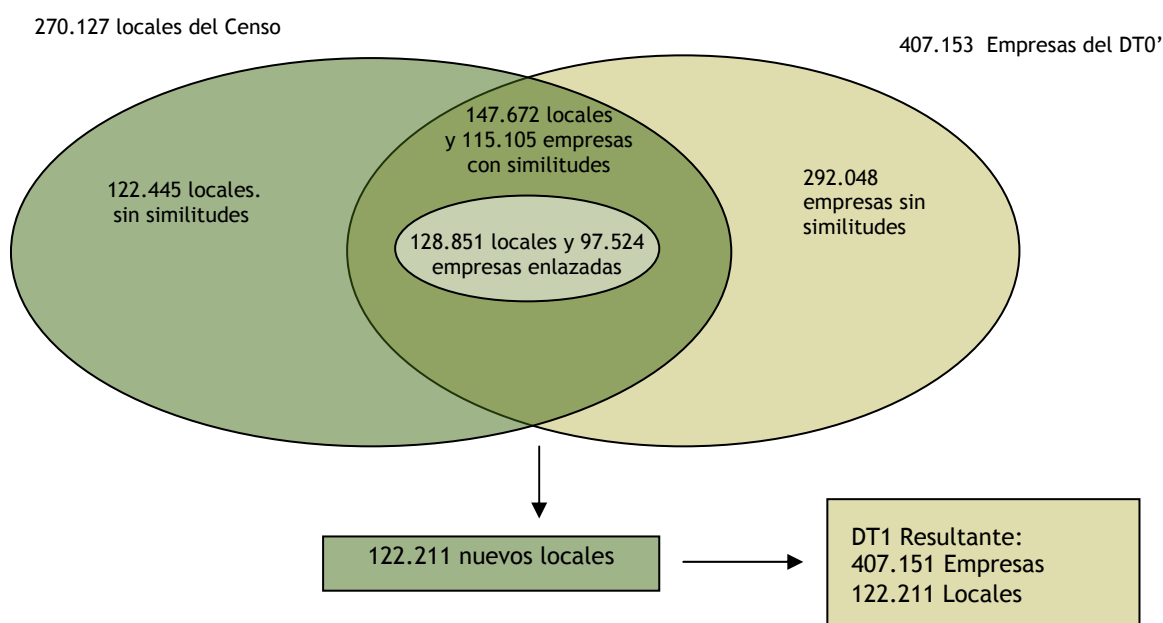 270.127 locales del Censo
407.153 Empresas del DT0’
147.672 locales
y 115.105 empresas
con similitudes
122.445 locales.
sin similitudes
292.048
empresas sin
similitudes
128.851 locales y 97.524
empresas enlazadas
122.211 nuevos locales
DT1 Resultante:
407.151 Empresas
122.211 Locales